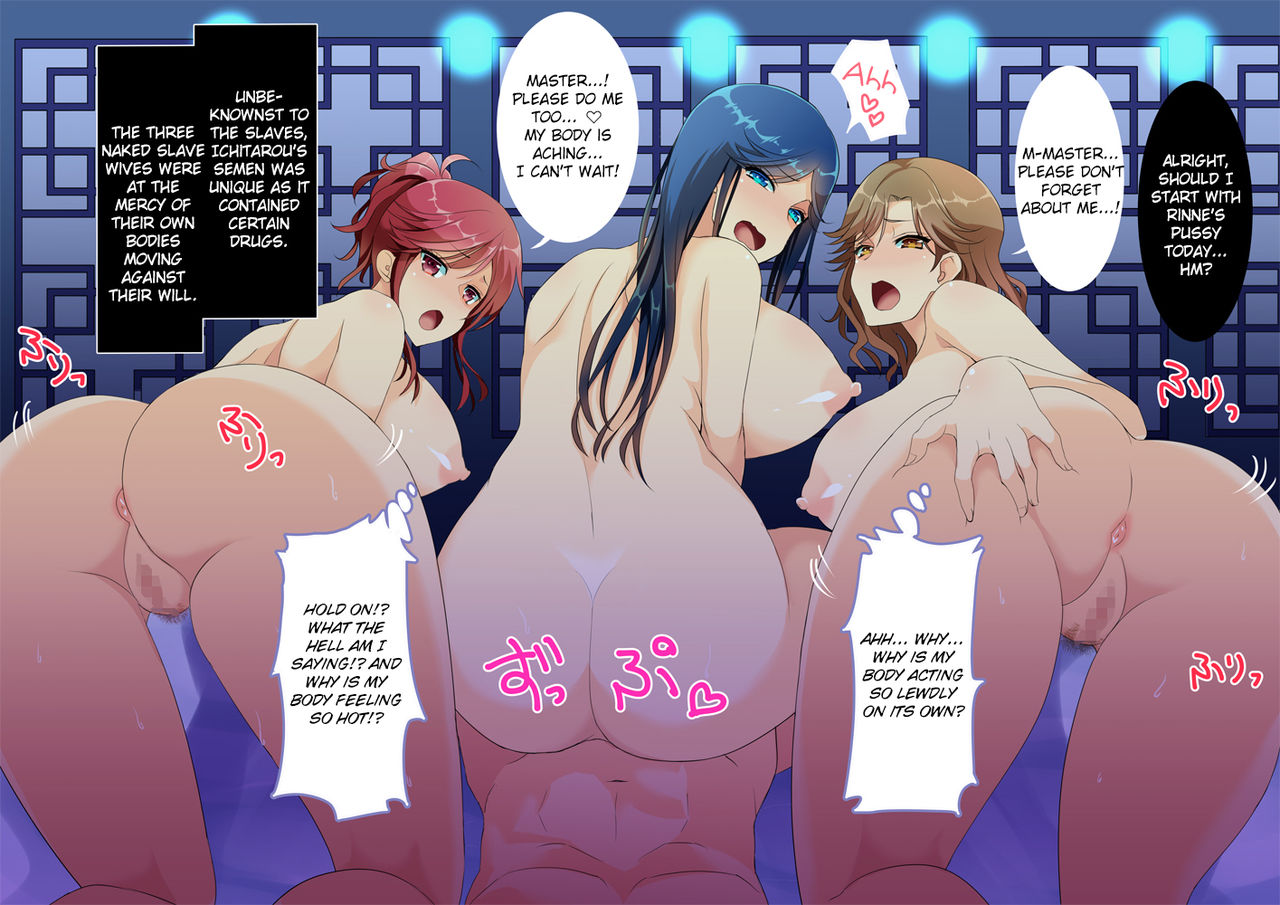 ALRIGHT,
SHOULD I
START WITH
RINNE'S
PUSSY
TODAY...
HM?
M-MASTER...
PLEASE DON'T
FORGET
ABOUT ME...!
Ahh
♡♡
MASTER...!
PLEASE DO ME
TOO... ♡
MY BODY IS
ACHING...
I CAN'T WAIT!
UNBE-
KNOWNST
TO THE SLAVES,
ICHITAROU'S
SEMEN WAS
UNIQUE AS IT
CONTAINED
CERTAIN
DRUGS.
THE THREE
NAKED SLAVE
WIVES WERE
AT THE
MERCY OF
THEIR OWN
BODIES
MOVING
AGAINST
THEIR WILL.
ふりっ
ふりっ
ふりっ
ふりっ
AHH... WHY...
WHY IS MY
BODY ACTING
SO LEWDLY
ON ITS OWN?
ずっぷ♡
HOLD ON!?
WHAT THE
HELL AM I
SAYING!? AND
WHY IS MY
BODY FEELING
SO HOT!?